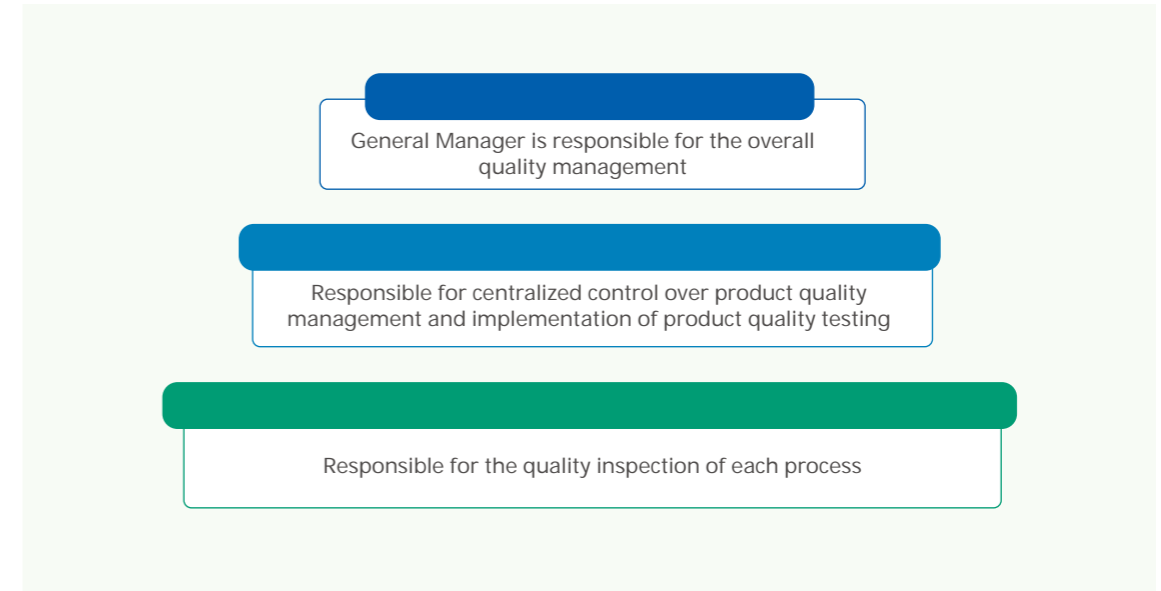 General Manager is responsible for the overall
quality management
Responsible for centralized control over product quality
management and implementation of product quality testing
Responsible for the quality inspection of each process